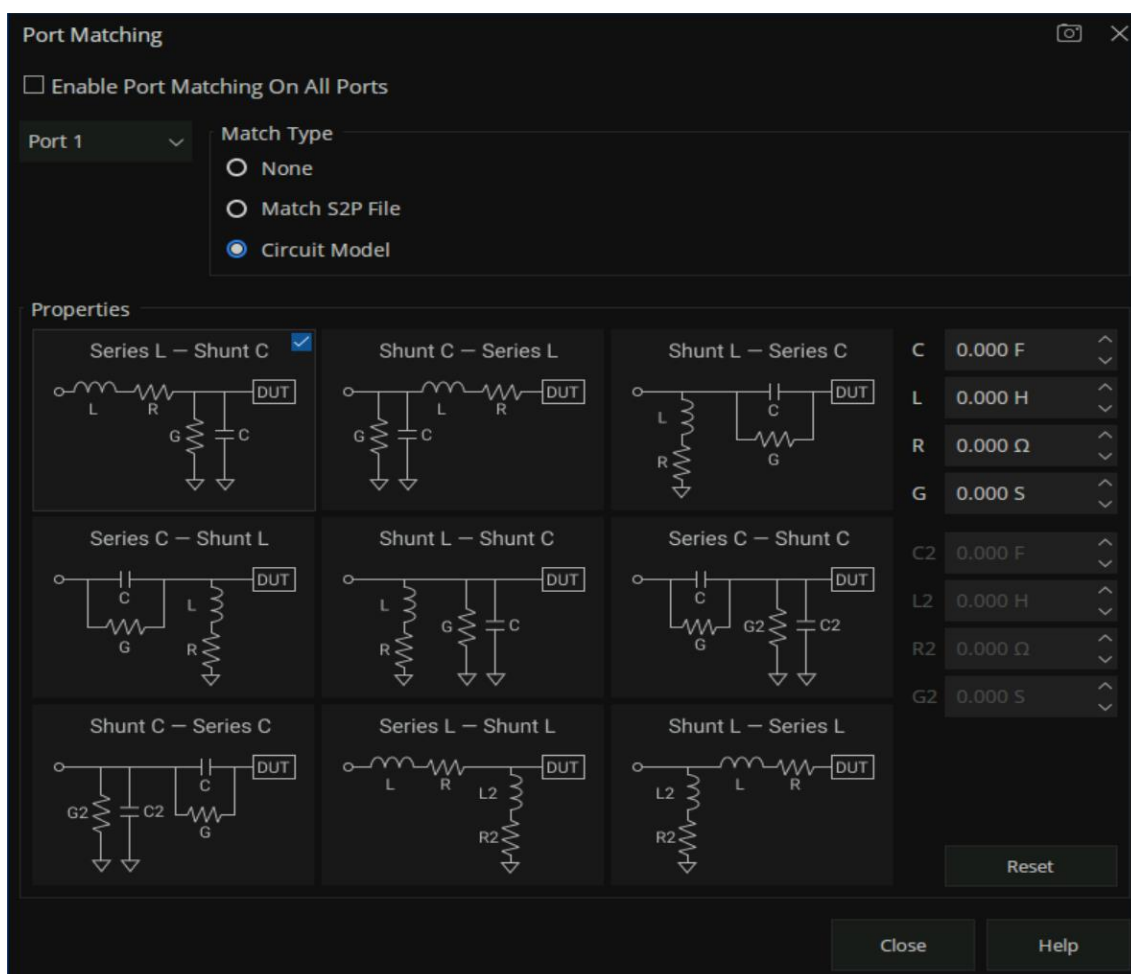 Port Matching
Enable Port Matching On All Ports
Port 1
Match Type
None
Match S2P File
Circuit Model
Properties
Series L — Shunt C
DUT
L
R
G
C
Shunt C — Series L
DUT
L
R
G
C
Shunt L — Series C
DUT
C
L
G
R
Series C — Shunt L
DUT
C
L
G
R
Shunt L — Shunt C
DUT
L
G
C
R
Series C — Shunt C
DUT
C
G2
C2
G
Shunt C — Series C
DUT
C
G2
C2
G
Series L — Shunt L
DUT
L
R
L2
R2
Shunt L — Series L
DUT
L
R
L2
R2
C 0.000 F
L 0.000 H
R 0.000 Ω
G 0.000 S
C2 0.000 F
L2 0.000 H
R2 0.000 Ω
G2 0.000 S
Reset
Close
Help